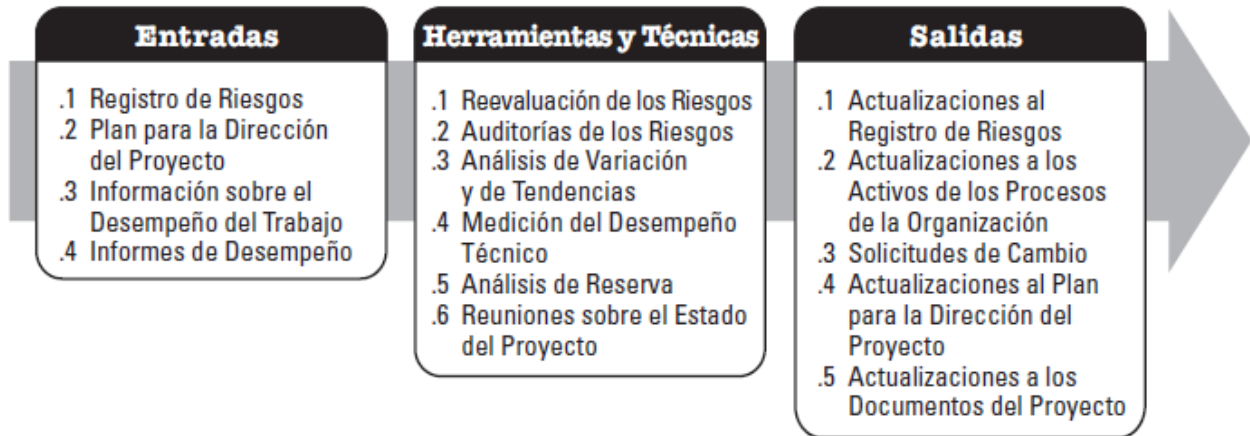 Entradas
.1 Registro de Riesgos
.2 Plan para la Dirección
del Proyecto
.3 Información sobre el
Desempeño del Trabajo
.4 Informes de Desempeño
Herramientas y Técnicas
.1 Reevaluación de los Riesgos
.2 Auditorías de los Riesgos
.3 Análisis de Variación
y de Tendencias
.4 Medición del Desempeño
Técnico
.5 Análisis de Reserva
.6 Reuniones sobre el Estado
del Proyecto
Salidas
.1 Actualizaciones al
Registro de Riesgos
.2 Actualizaciones a los
Activos de los Procesos
de la Organización
.3 Solicitudes de Cambio
.4 Actualizaciones al Plan
para la Dirección del
Proyecto
.5 Actualizaciones a los
Documentos del Proyecto